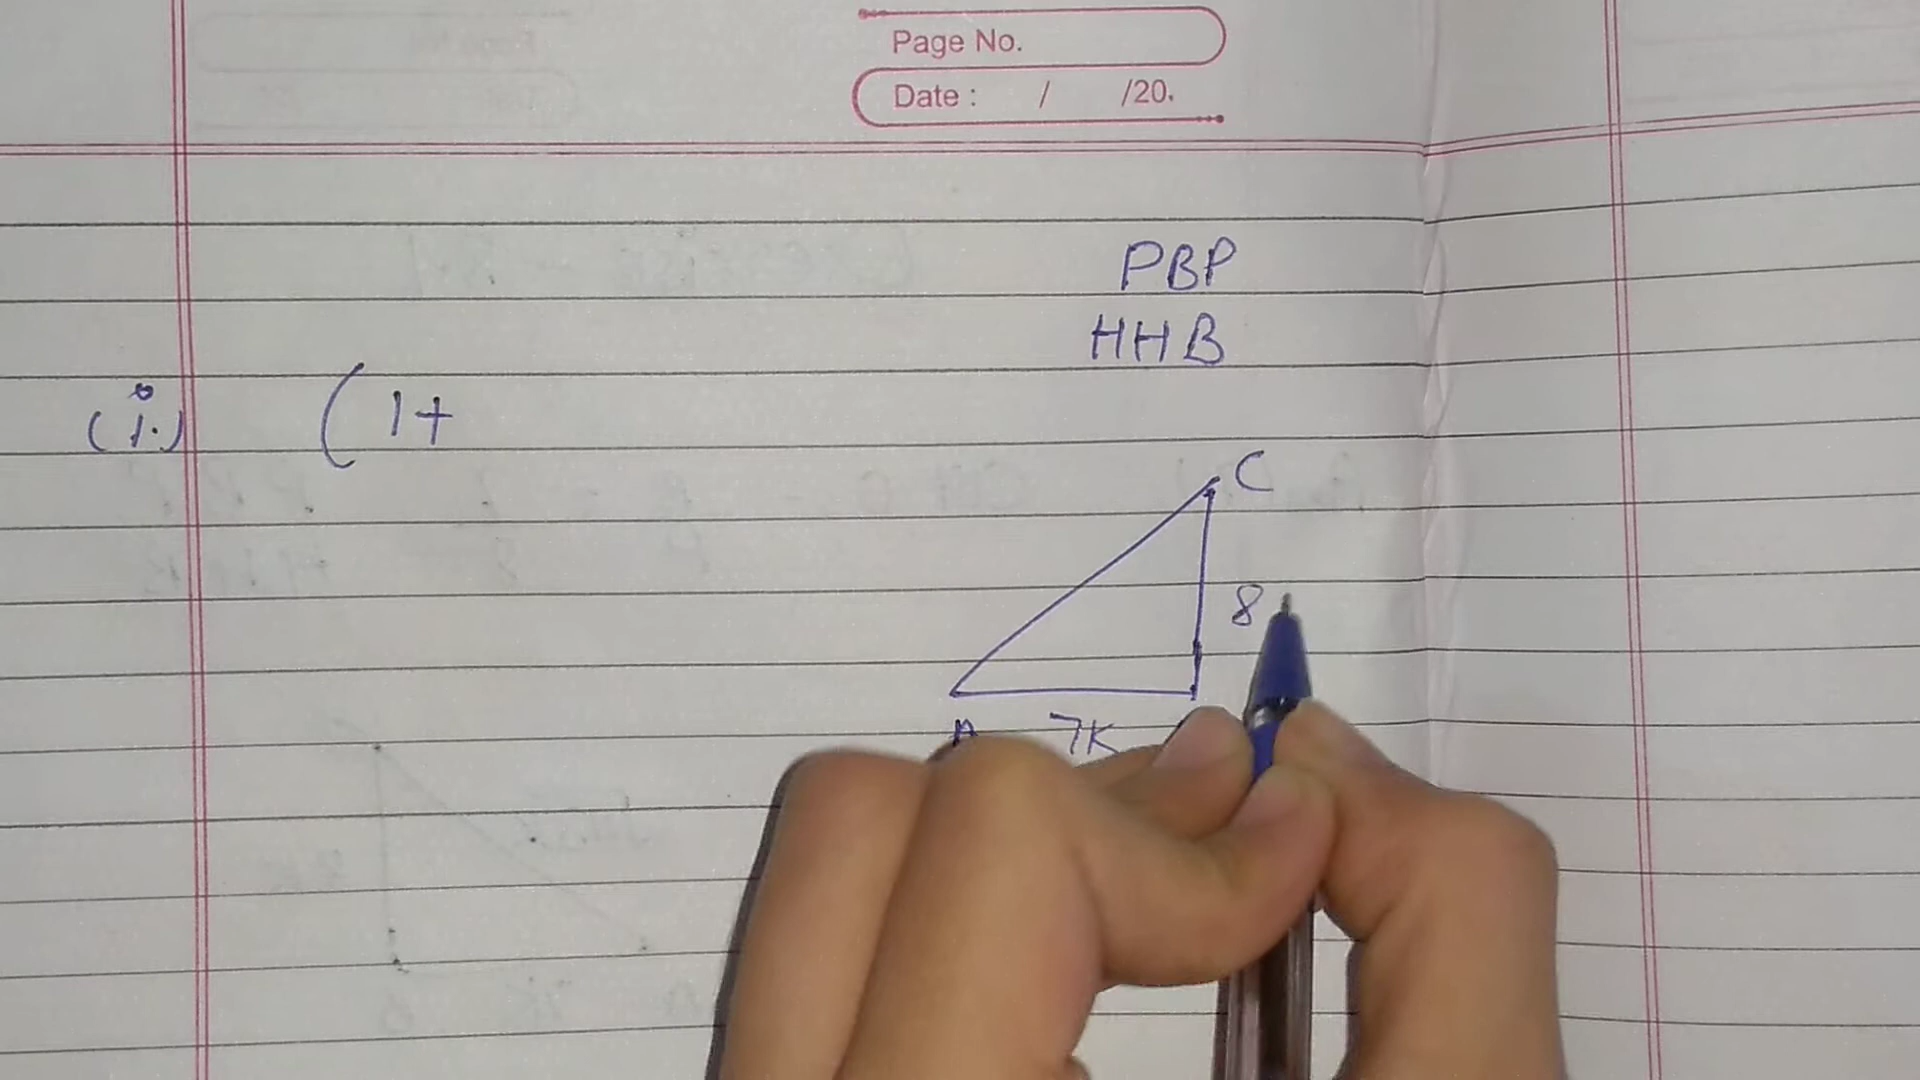 Page No.
Date : / /20.
PBP
HHB
(i.) (1+
C
8
A 7K